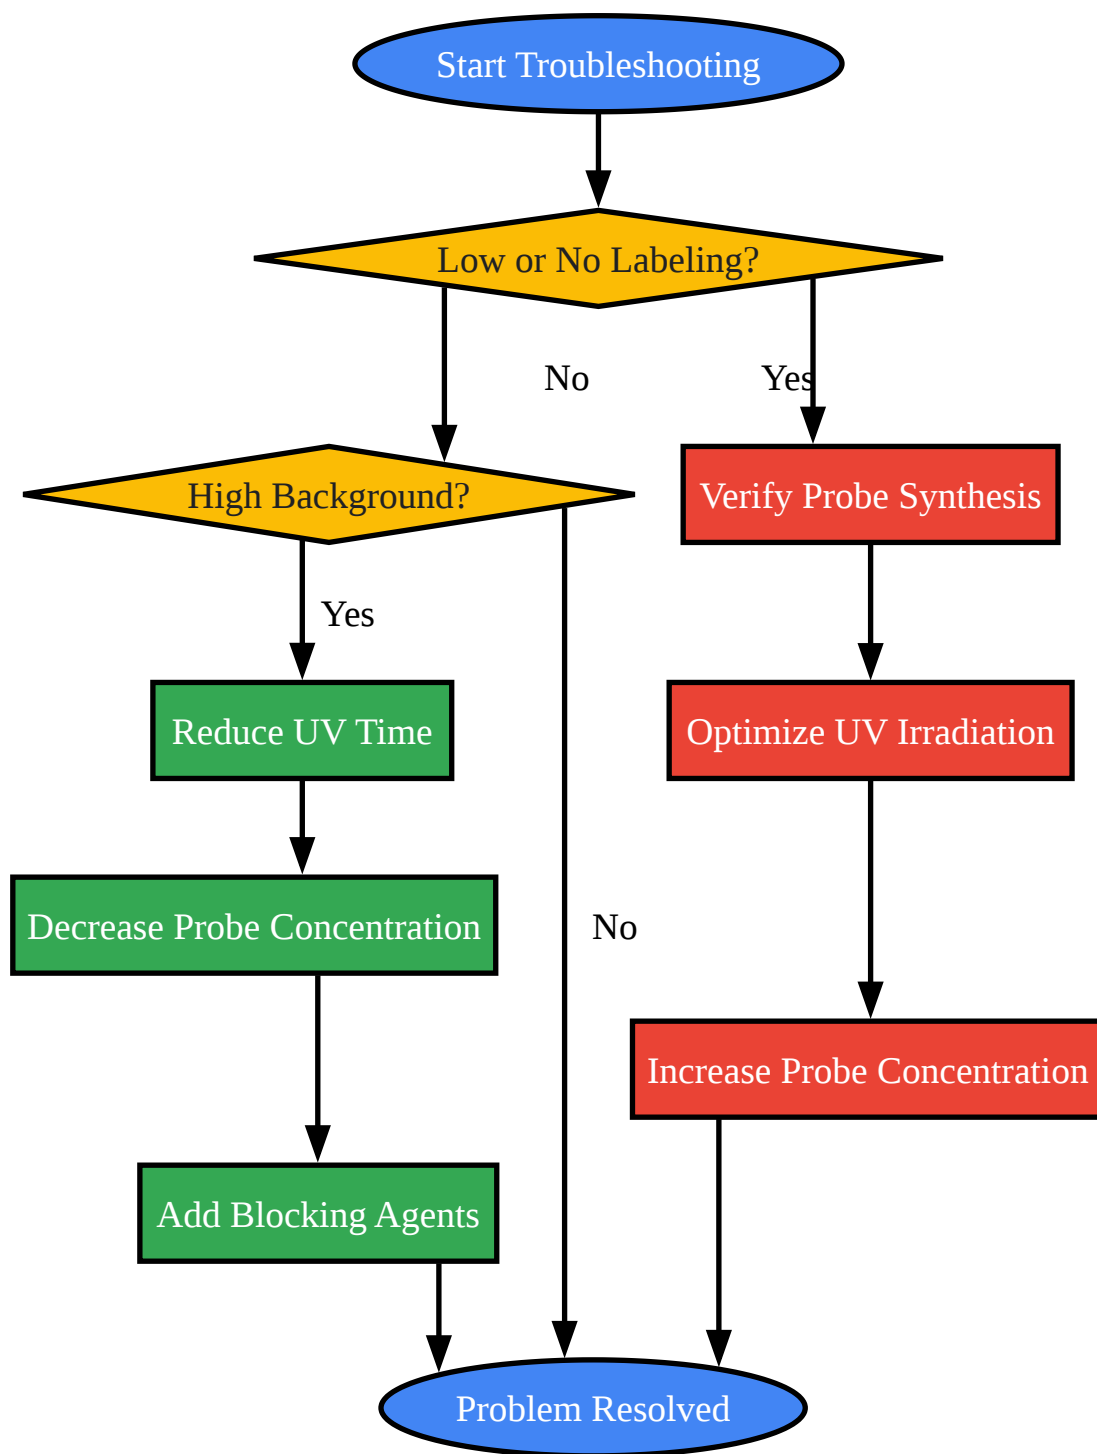 Start Troubleshooting
Low or No Labeling?
No
Yes
High Background?
Verify Probe Synthesis
Yes
Reduce UV Time
Optimize UV Irradiation
Decrease Probe Concentration
No
Increase Probe Concentration
Add Blocking Agents
Problem Resolved